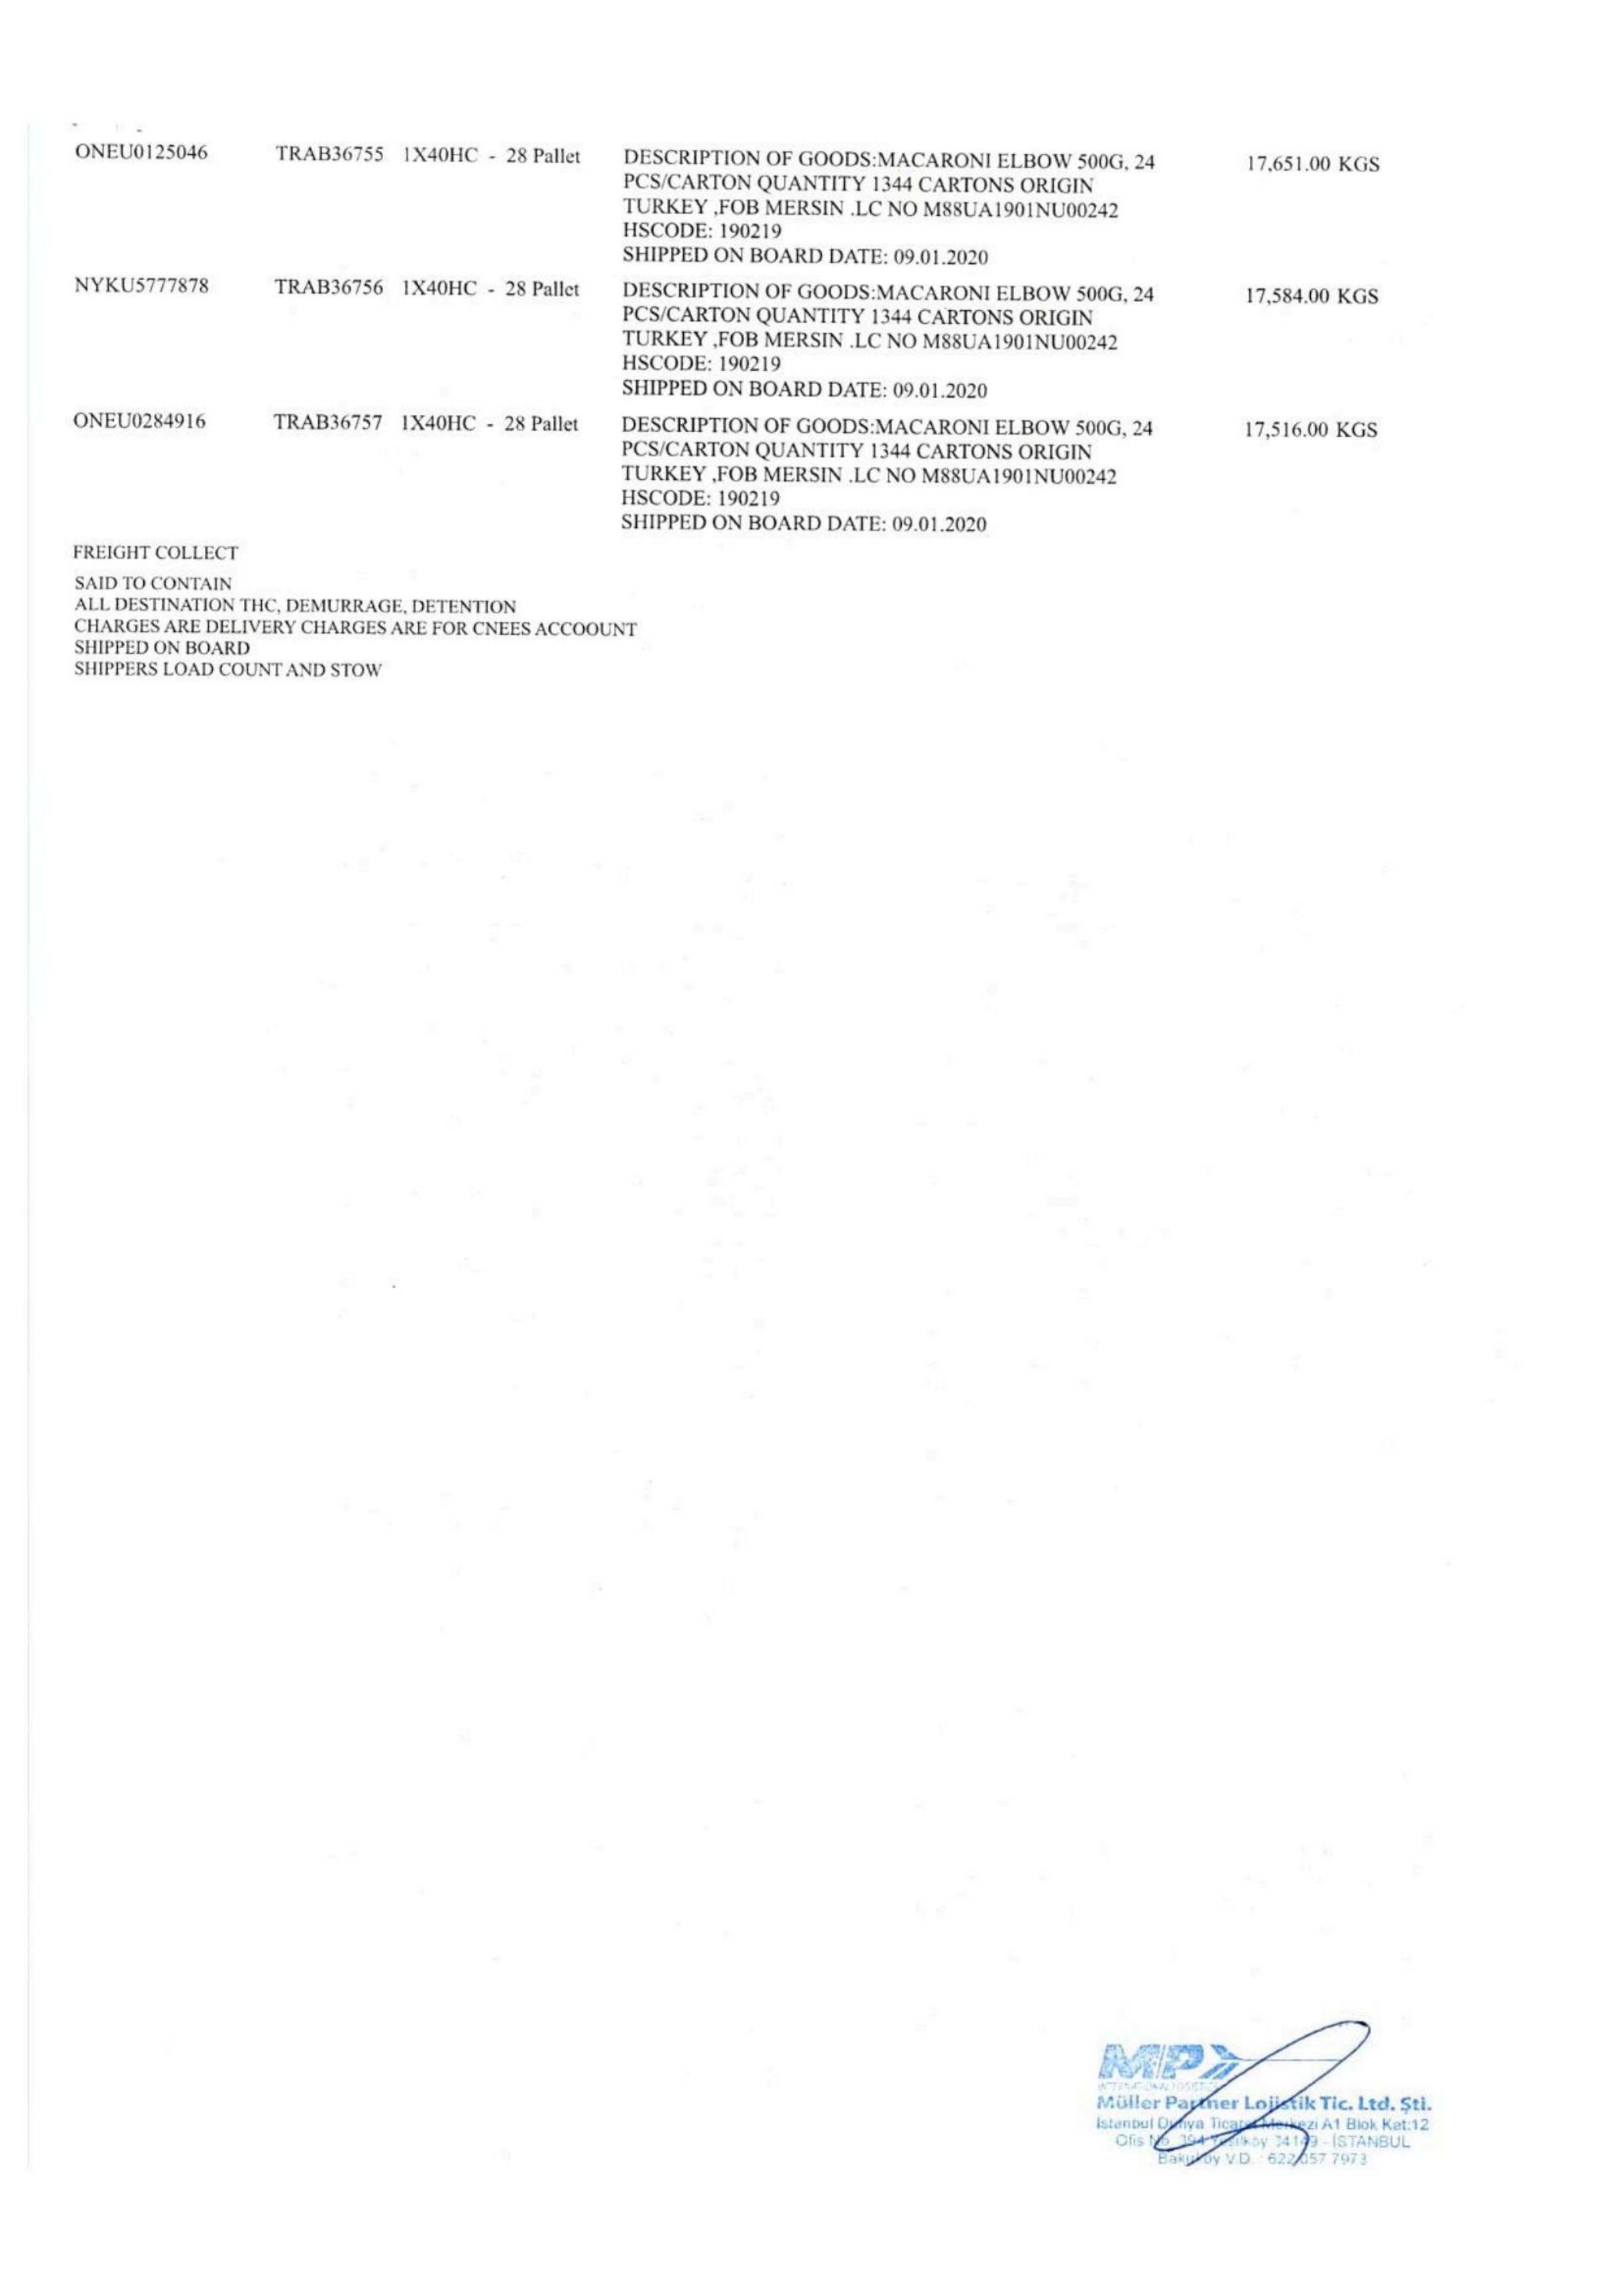 ONEU0125046 TRAB36755 1X40HC - 28 Pallet DESCRIPTION OF GOODS:MACARONI ELBOW 500G, 24 17,651.00 KGS
PCS/CARTON QUANTITY 1344 CARTONS ORIGIN
TURKEY ,FOB MERSIN .LC NO M88UA1901NU00242
HSCODE: 190219
SHIPPED ON BOARD DATE: 09.01.2020
NYKU5777878 TRAB36756 1X40HC - 28 Pallet DESCRIPTION OF GOODS:MACARONI ELBOW 500G, 24 17,584.00 KGS
PCS/CARTON QUANTITY 1344 CARTONS ORIGIN
TURKEY ,FOB MERSIN .LC NO M88UA1901NU00242
HSCODE: 190219
SHIPPED ON BOARD DATE: 09.01.2020
ONEU0284916 TRAB36757 1X40HC - 28 Pallet DESCRIPTION OF GOODS:MACARONI ELBOW 500G, 24 17,516.00 KGS
PCS/CARTON QUANTITY 1344 CARTONS ORIGIN
TURKEY ,FOB MERSIN .LC NO M88UA1901NU00242
HSCODE: 190219
SHIPPED ON BOARD DATE: 09.01.2020
FREIGHT COLLECT
SAID TO CONTAIN
ALL DESTINATION THC, DEMURRAGE, DETENTION
CHARGES ARE DELIVERY CHARGES ARE FOR CNEES ACCOOUNT
SHIPPED ON BOARD
SHIPPERS LOAD COUNT AND STOW
MP
INTERNATIONAL LOGISTICS
Müller Partner Lojistik Tic. Ltd. Şti.
İstanbul Dünya Ticaret Merkezi A1 Blok Kat:12
Ofis No 394 Yeşilköy 34149 - İSTANBUL
Bakırköy V.D. : 622 057 7973